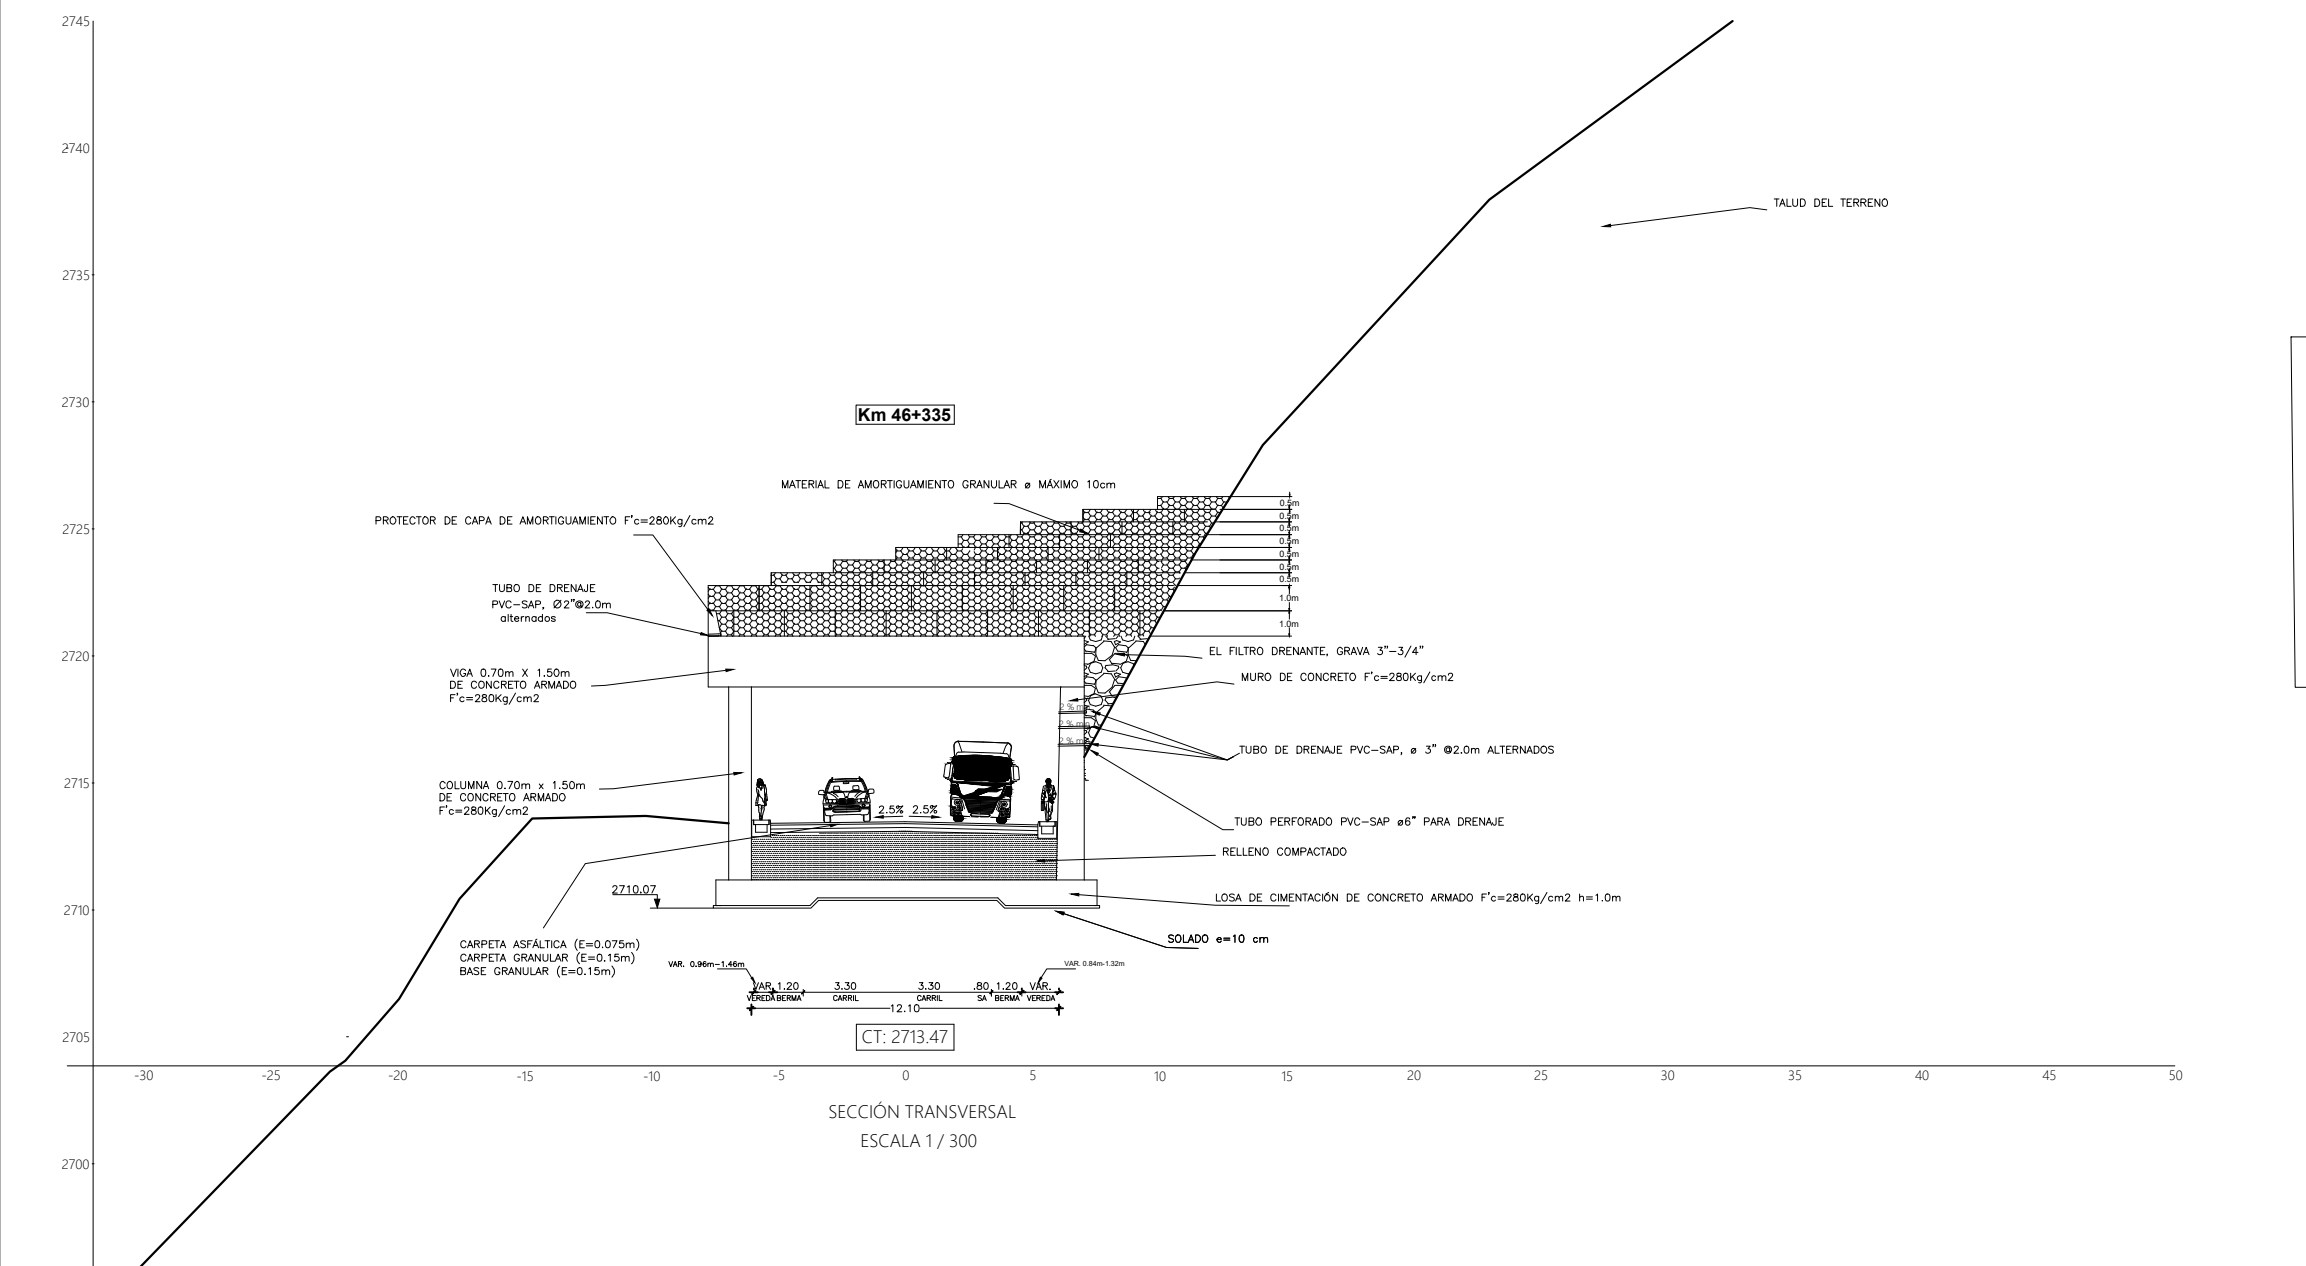 2745
2740
2735
2730
2725
2720
2715
2710
2705
2700
TALUD DEL TERRENO
Km 46+335
MATERIAL DE AMORTIGUAMIENTO GRANULAR ø MÁXIMO 10cm
PROTECTOR DE CAPA DE AMORTIGUAMIENTO F'c=280Kg/cm2
0.5m
0.5m
0.5m
0.5m
0.5m
0.5m
0.5m
1.0m
1.0m
TUBO DE DRENAJE
PVC-SAP, Ø2"@2.0m
alternados
EL FILTRO DRENANTE, GRAVA 3"-3/4"
VIGA 0.70m X 1.50m
DE CONCRETO ARMADO
F'c=280Kg/cm2
MURO DE CONCRETO F'c=280Kg/cm2
2 % m
2 % m
2 % m
TUBO DE DRENAJE PVC-SAP, ø 3" @2.0m ALTERNADOS
COLUMNA 0.70m x 1.50m
DE CONCRETO ARMADO
F'c=280Kg/cm2
2.5% 2.5%
TUBO PERFORADO PVC-SAP ø6" PARA DRENAJE
RELLENO COMPACTADO
2710.07
LOSA DE CIMENTACIÓN DE CONCRETO ARMADO F'c=280Kg/cm2 h=1.0m
SOLADO e=10 cm
CARPETA ASFÁLTICA (E=0.075m)
CARPETA GRANULAR (E=0.15m)
BASE GRANULAR (E=0.15m)
VAR. 0.96m-1.46m
VAR. 0.84m-1.32m
VAR. 1.20 3.30 3.30 .80 1.20 VAR.
VEREDA BERMA CARRIL CARRIL SA BERMA VEREDA
12.10
CT: 2713.47
-30 -25 -20 -15 -10 -5 0 5 10 15 20 25 30 35 40 45 50
SECCIÓN TRANSVERSAL
ESCALA 1 / 300